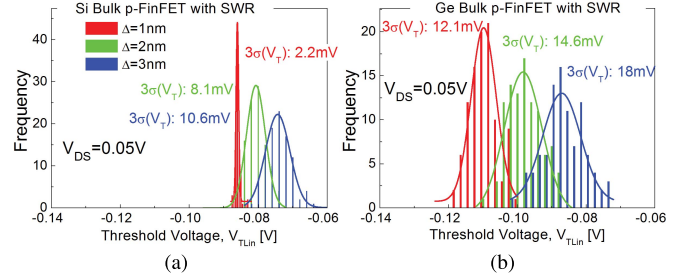 Si Bulk p-FinFET with SWR
Δ=1nm
Δ=2nm
Δ=3nm
3σ(V_T): 2.2mV
3σ(V_T): 8.1mV
3σ(V_T): 10.6mV
V_DS=0.05V
Frequency
40
30
20
10
0
-0.14
-0.12
-0.10
-0.08
-0.06
Threshold Voltage, V_TLin [V]
(a)
Ge Bulk p-FinFET with SWR
3σ(V_T): 12.1mV
3σ(V_T): 14.6mV
3σ(V_T): 18mV
V_DS=0.05V
Frequency
20
15
10
5
0
-0.14
-0.12
-0.10
-0.08
-0.06
Threshold Voltage, V_TLin [V]
(b)